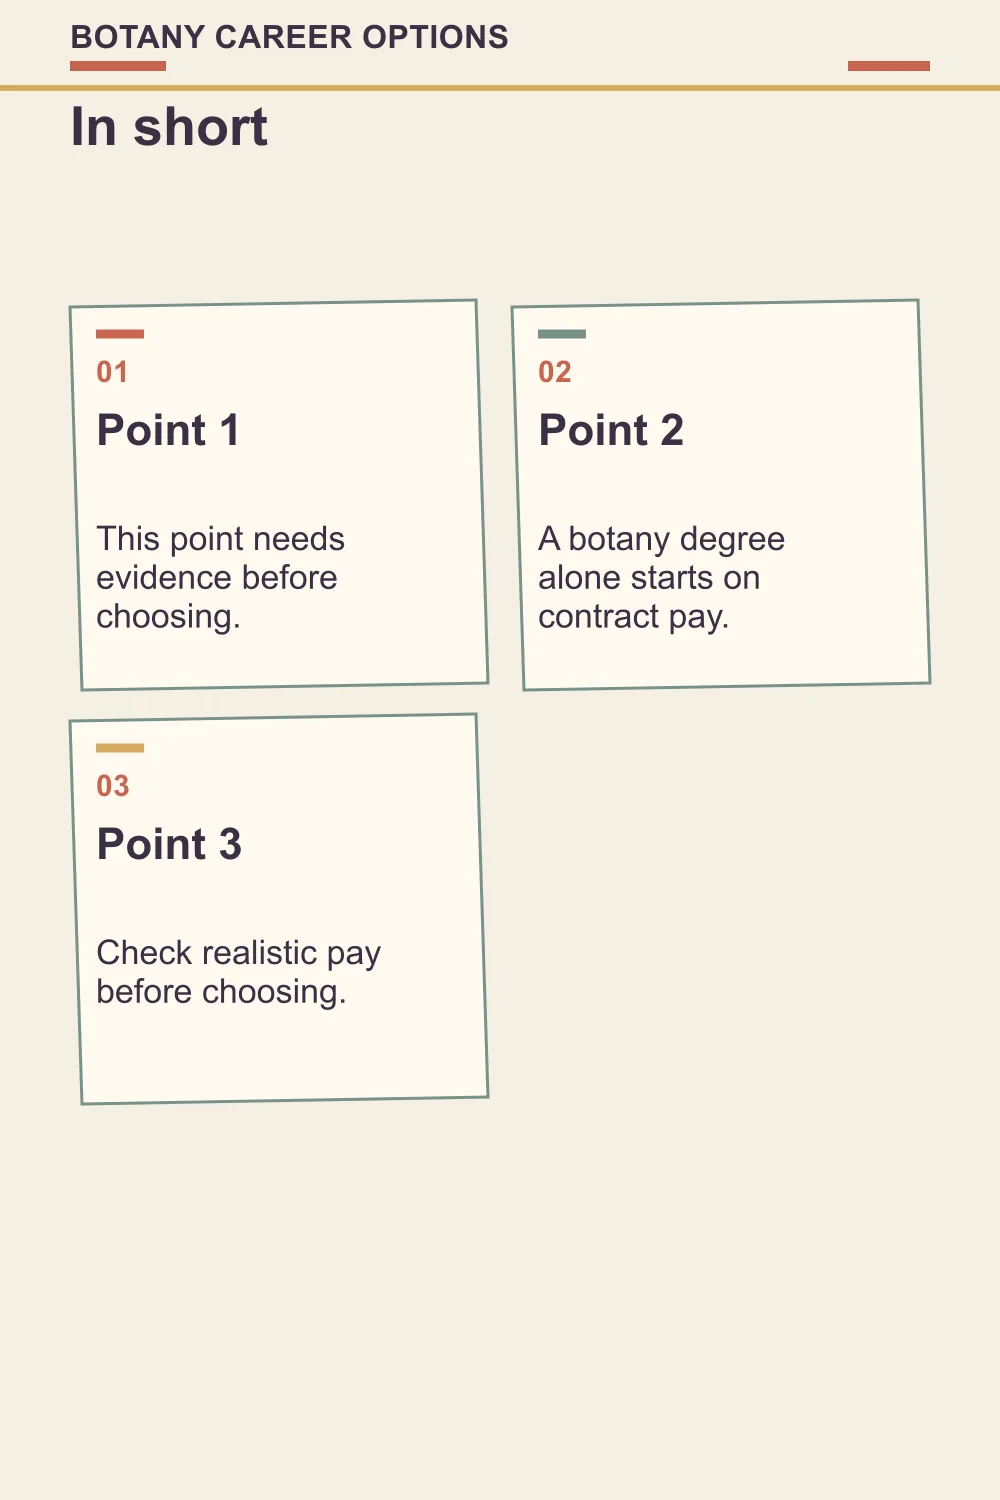 BOTANY CAREER OPTIONS
In short
01
Point 1
This point needs
evidence before
choosing.
02
Point 2
A botany degree
alone starts on
contract pay.
03
Point 3
Check realistic pay
before choosing.